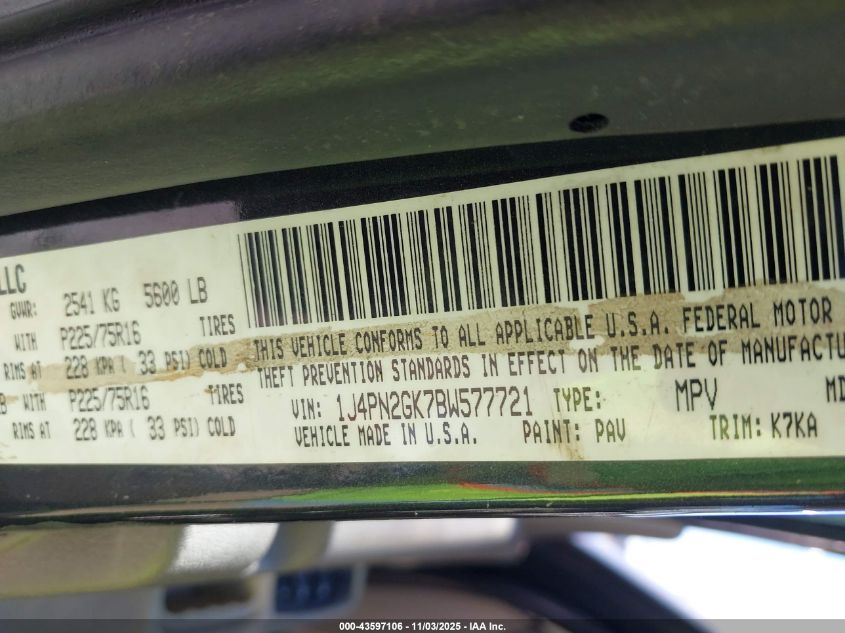 LLC
GVWR: 2541 KG 5600 LB
WITH P225/75R16 TIRES
RIMS AT 228 KPA ( 33 PSI) COLD
WITH P225/75R16 TIRES
RIMS AT 228 KPA ( 33 PSI) COLD
THIS VEHICLE CONFORMS TO ALL APPLICABLE U.S.A. FEDERAL MOTOR
THEFT PREVENTION STANDARDS IN EFFECT ON THE DATE OF MANUFACTU
VIN: 1J4PN2GK7BW577721 TYPE: MPV MD
VEHICLE MADE IN U.S.A. PAINT: PAV TRIM: K7KA
000-43597106 - 11/03/2025 - IAA Inc.